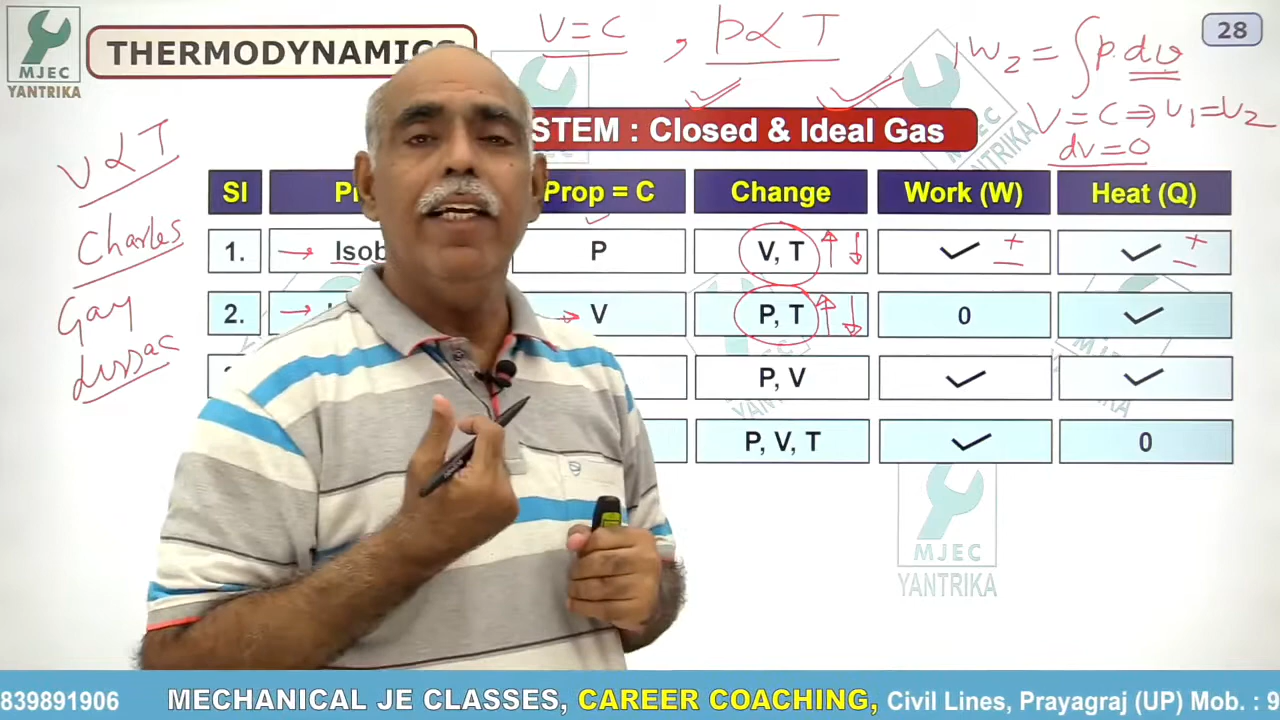 MJEC
YANTRIKA
THERMODYNAMICS
V = C , p ∝ T
1W2 = ∫ p. dv
28
V = C ⇒ v1 = v2
dv = 0
STEM : Closed & Ideal Gas
V ∝ T
Charles
Gay
Lussac
Sl Prop = C Change Work (W) Heat (Q)
1. → Isob P V, T ↑ ↓ ✓ ± ✓ ±
2. → → V P, T ↑ ↓ 0 ✓
P, V ✓ ✓
P, V, T ✓ 0
MJEC
YANTRIKA
839891906 MECHANICAL JE CLASSES, CAREER COACHING, Civil Lines, Prayagraj (UP) Mob. : 9